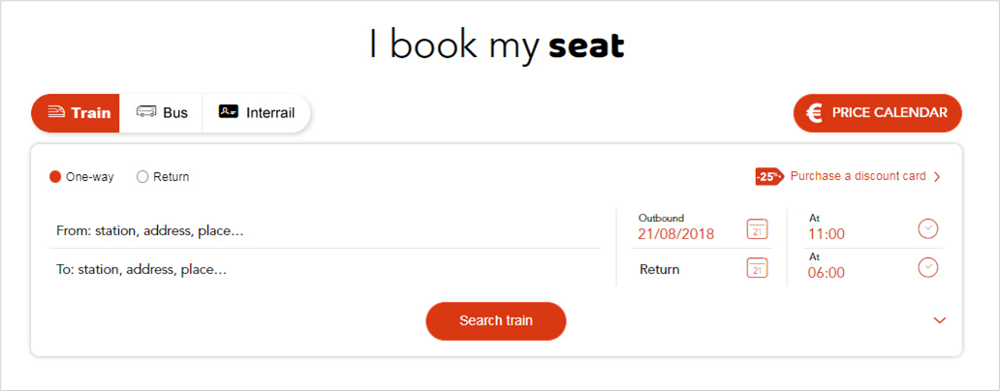 I book my seat
Train Bus Interrail
€ PRICE CALENDAR
One-way Return
-25% Purchase a discount card
From: station, address, place...
Outbound
21/08/2018 21
At
11:00
To: station, address, place...
Return 21
At
06:00
Search train